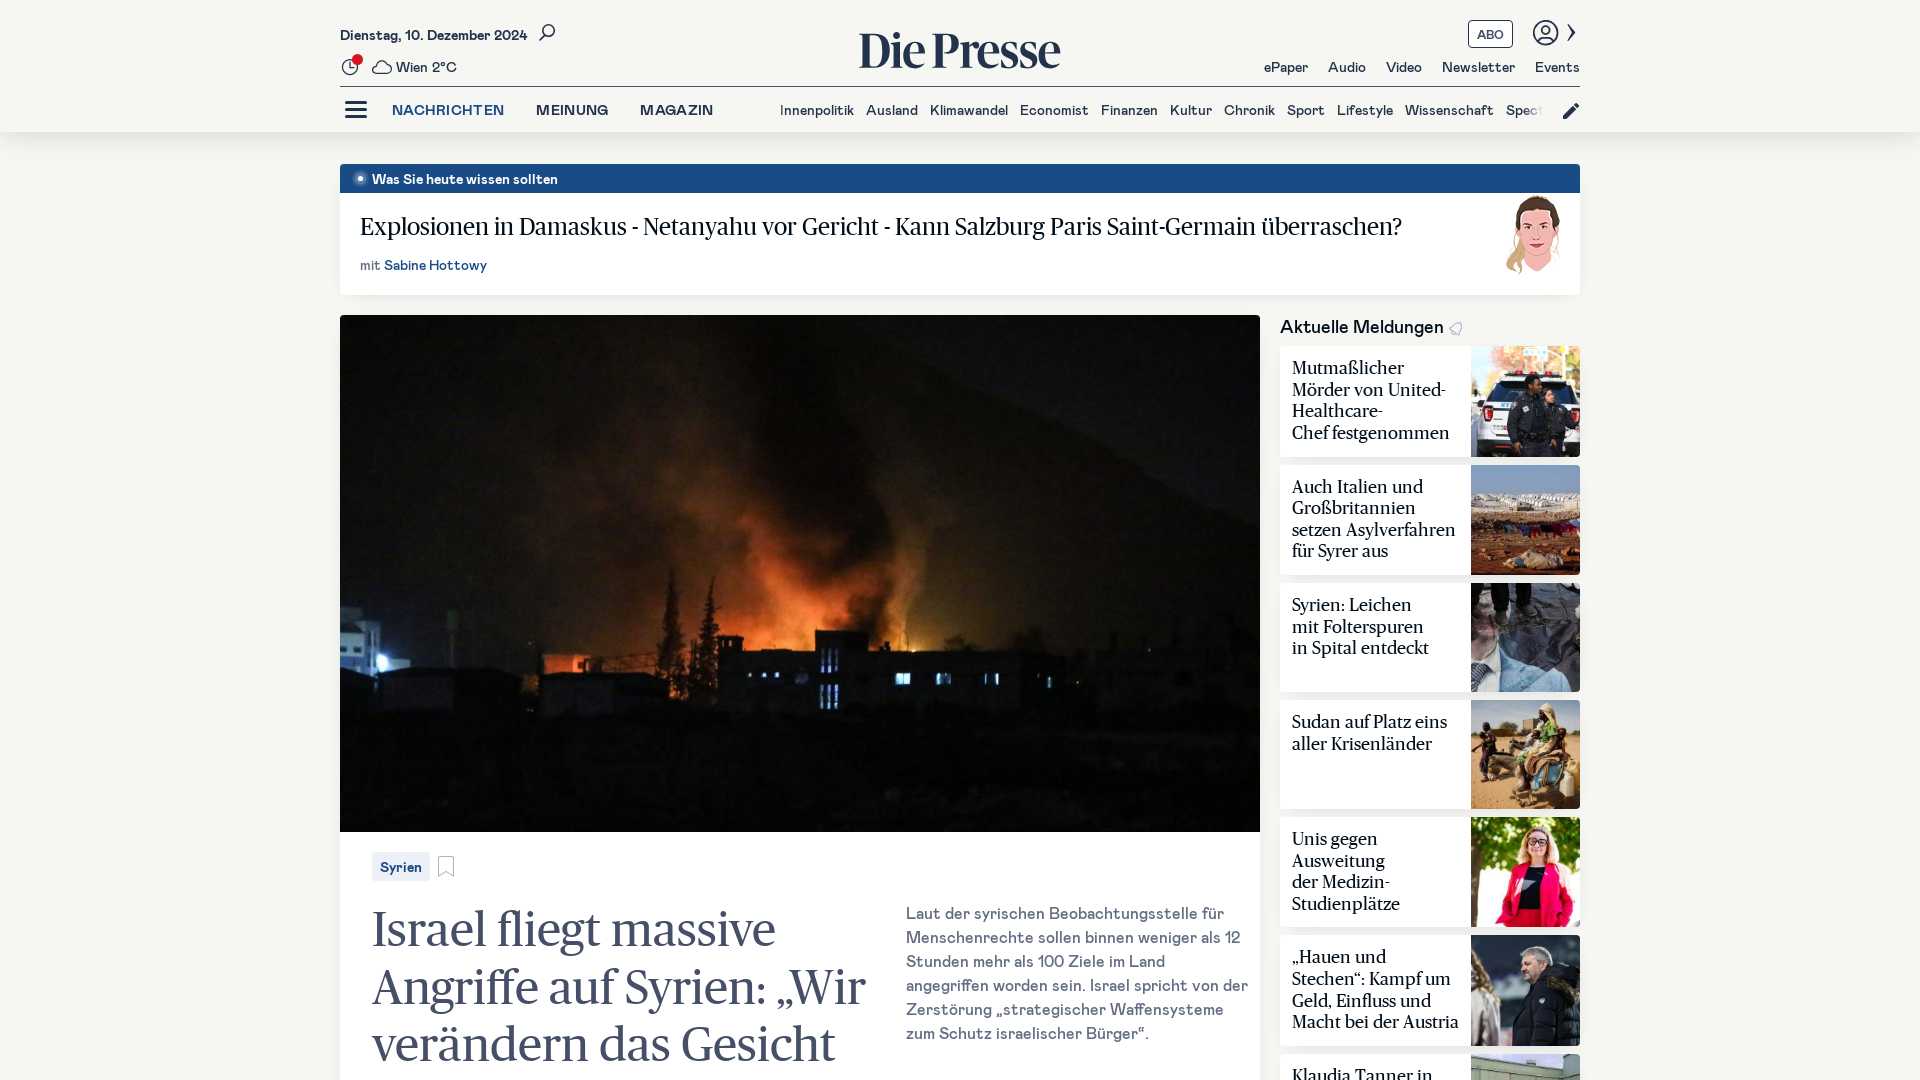 Dienstag, 10. Dezember 2024
Wien 2°C
Die Presse
ABO
ePaper Audio Video Newsletter Events
NACHRICHTEN MEINUNG MAGAZIN
Innenpolitik Ausland Klimawandel Economist Finanzen Kultur Chronik Sport Lifestyle Wissenschaft Spect
Was Sie heute wissen sollten
Explosionen in Damaskus - Netanyahu vor Gericht - Kann Salzburg Paris Saint-Germain überraschen?
mit Sabine Hottowy
Syrien
Israel fliegt massive
Angriffe auf Syrien: „Wir
verändern das Gesicht
Laut der syrischen Beobachtungsstelle für
Menschenrechte sollen binnen weniger als 12
Stunden mehr als 100 Ziele im Land
angegriffen worden sein. Israel spricht von der
Zerstörung „strategischer Waffensysteme
zum Schutz israelischer Bürger“.
Aktuelle Meldungen
Mutmaßlicher
Mörder von United-
Healthcare-
Chef festgenommen
Auch Italien und
Großbritannien
setzen Asylverfahren
für Syrer aus
Syrien: Leichen
mit Folterspuren
in Spital entdeckt
Sudan auf Platz eins
aller Krisenländer
Unis gegen
Ausweitung
der Medizin-
Studienplätze
„Hauen und
Stechen“: Kampf um
Geld, Einfluss und
Macht bei der Austria
Klaudia Tanner in